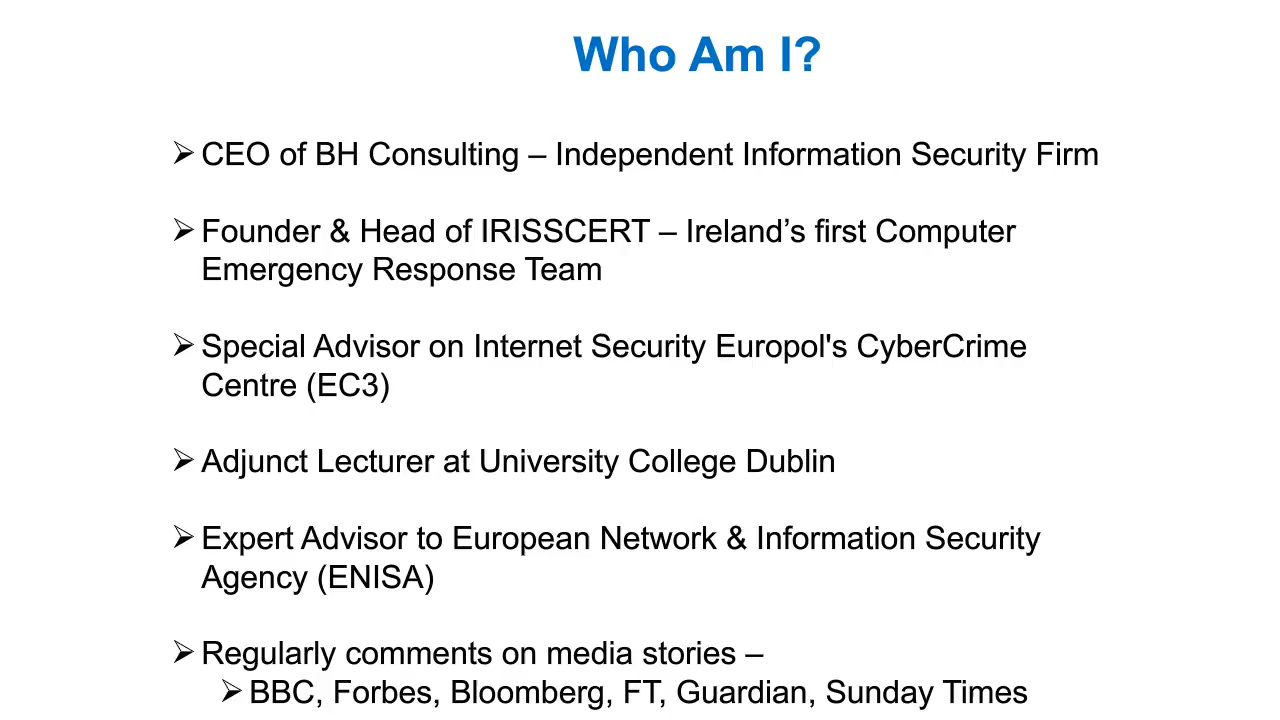 Who Am I?
➢ CEO of BH Consulting – Independent Information Security Firm
➢ Founder & Head of IRISSCERT – Ireland’s first Computer
Emergency Response Team
➢ Special Advisor on Internet Security Europol's CyberCrime
Centre (EC3)
➢ Adjunct Lecturer at University College Dublin
➢ Expert Advisor to European Network & Information Security
Agency (ENISA)
➢ Regularly comments on media stories –
➢ BBC, Forbes, Bloomberg, FT, Guardian, Sunday Times